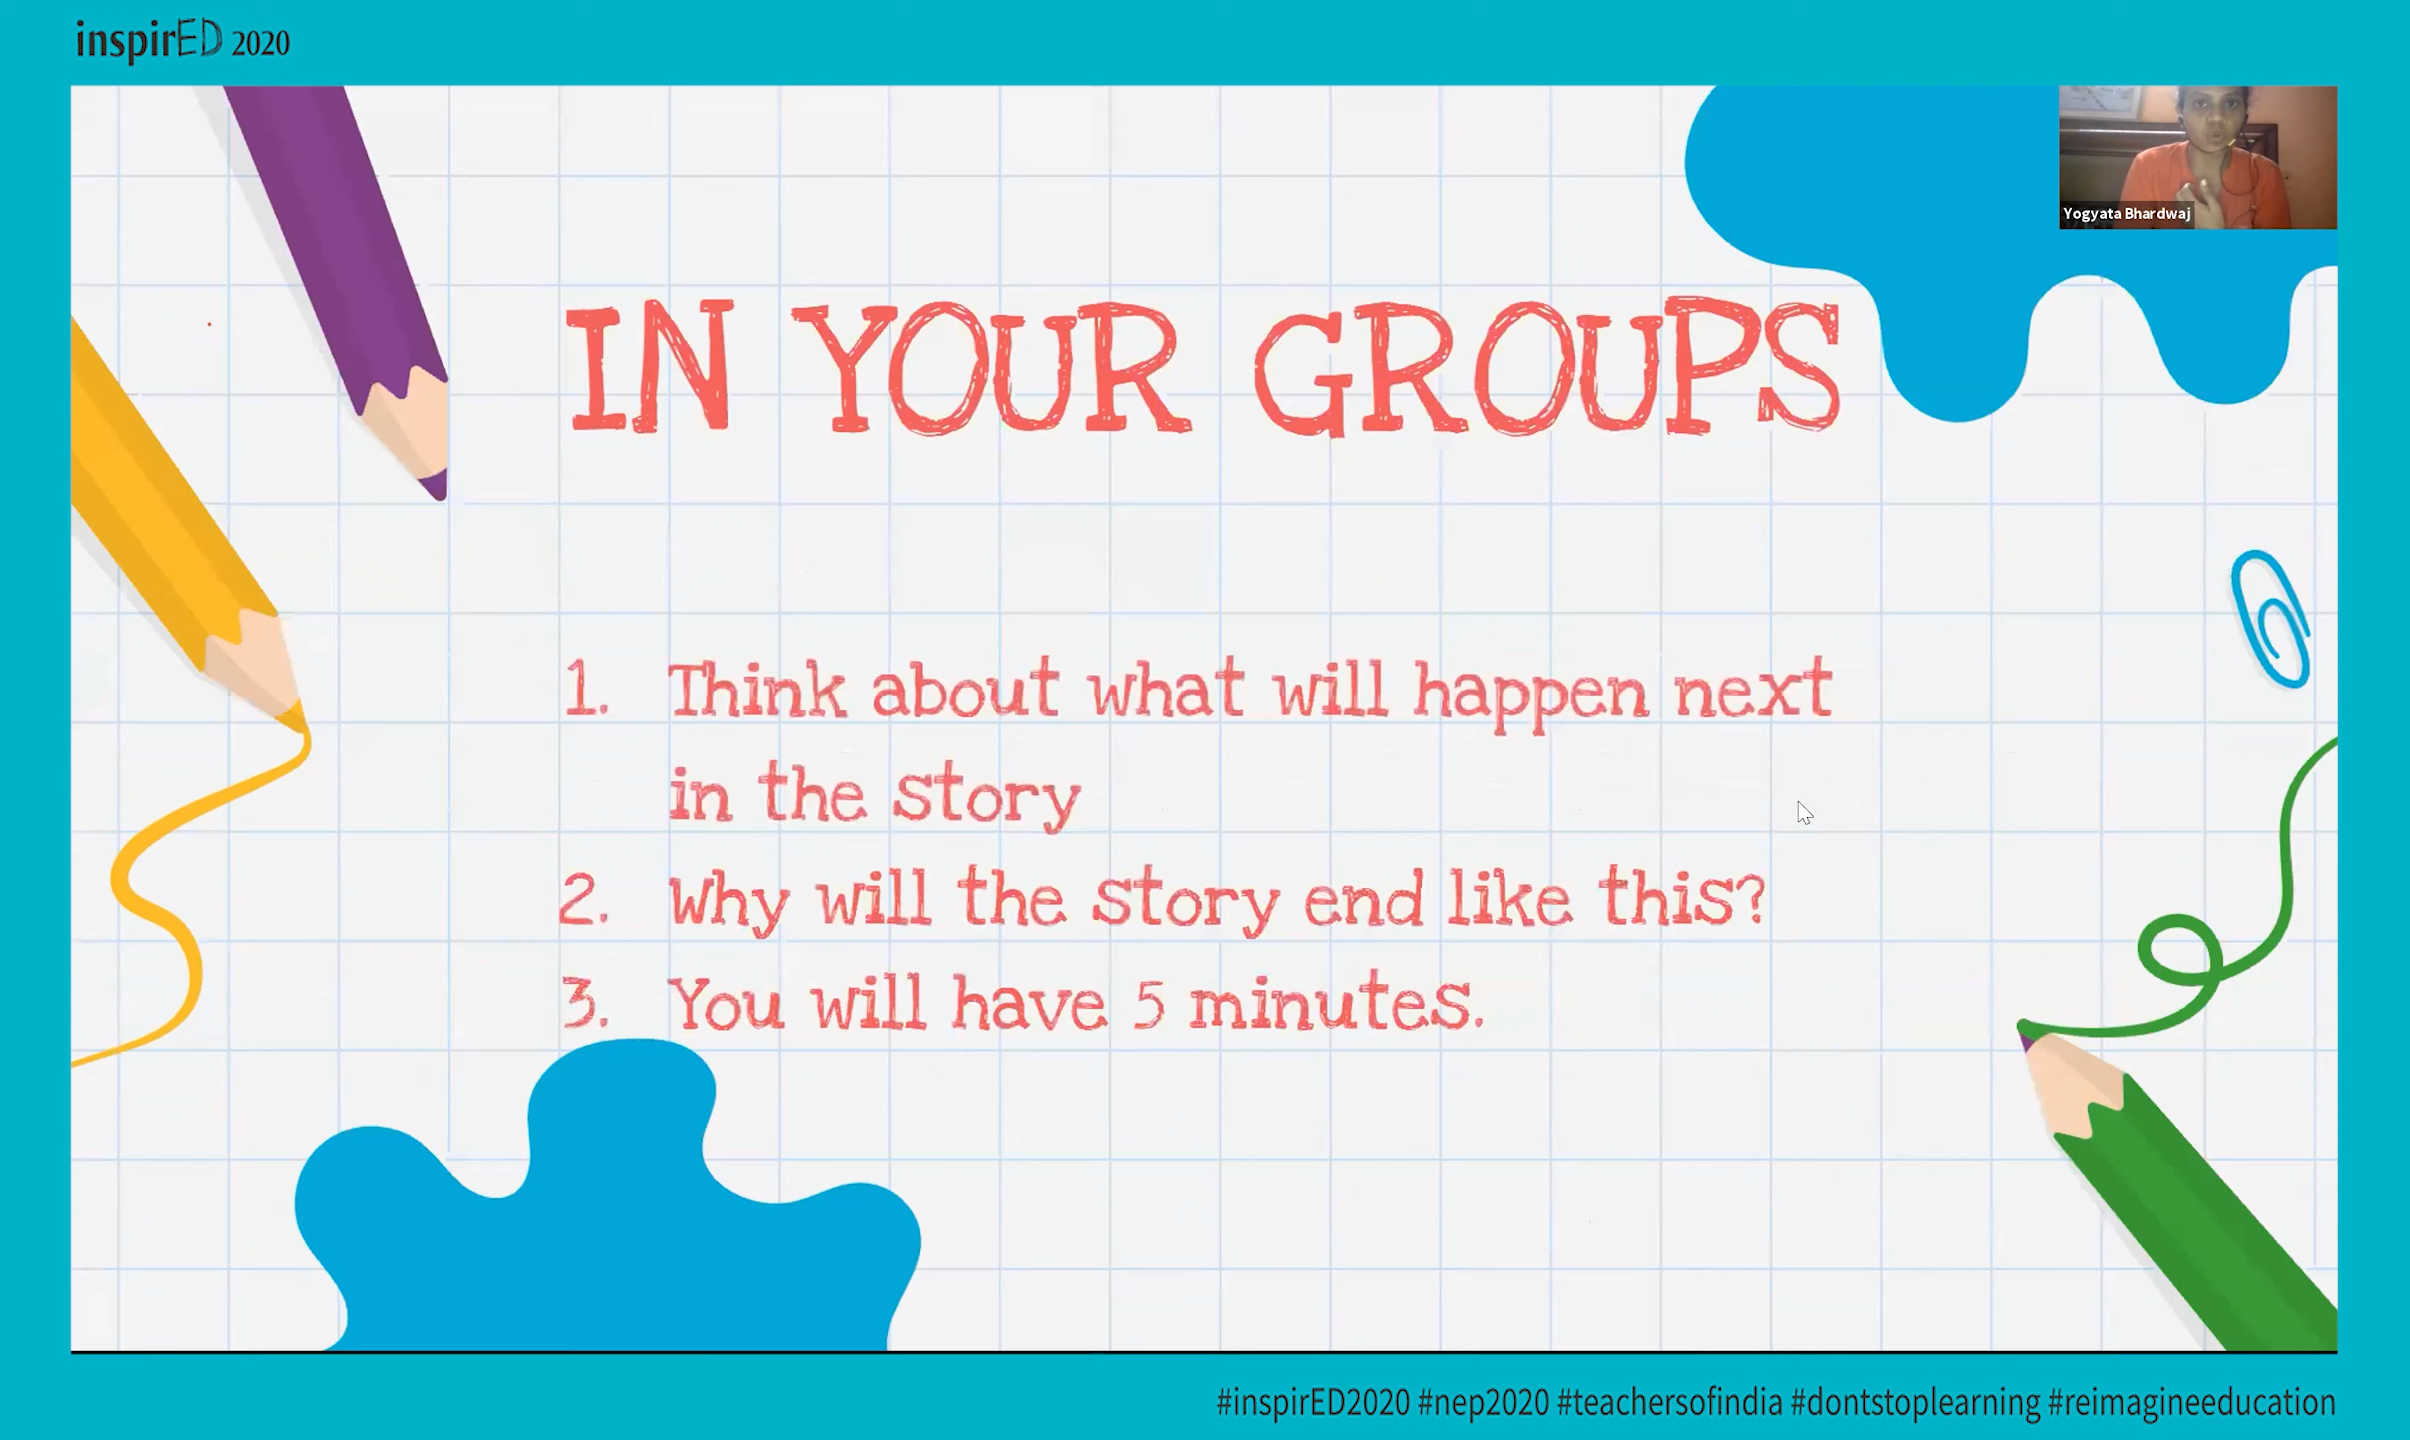 inspirED 2020
Yogyata Bhardwaj
IN YOUR GROUPS
1. Think about what will happen next
in the story
2. Why will the story end like this?
3. You will have 5 minutes.
#inspirED2020 #nep2020 #teachersofindia #dontstoplearning #reimagineeducation